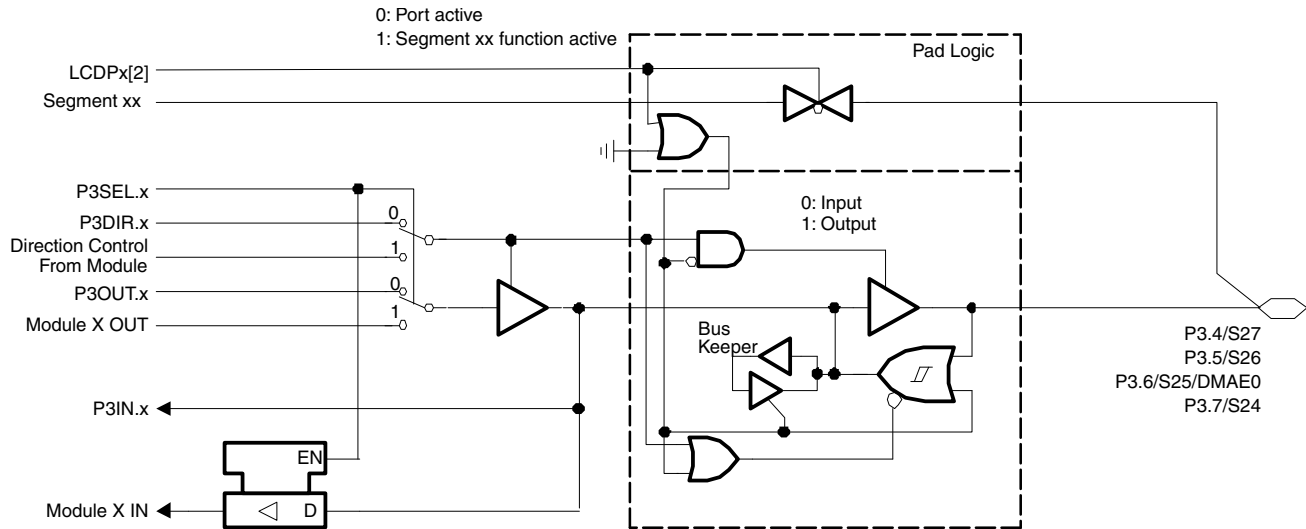 0: Port active
1: Segment xx function active
Pad Logic
LCDPx[2]
Segment xx
P3SEL.x
P3DIR.x
0
Direction Control
From Module
1
0: Input
1: Output
P3OUT.x
0
Module X OUT
1
Bus
Keeper
P3.4/S27
P3.5/S26
P3.6/S25/DMAE0
P3.7/S24
P3IN.x
EN
Module X IN
D